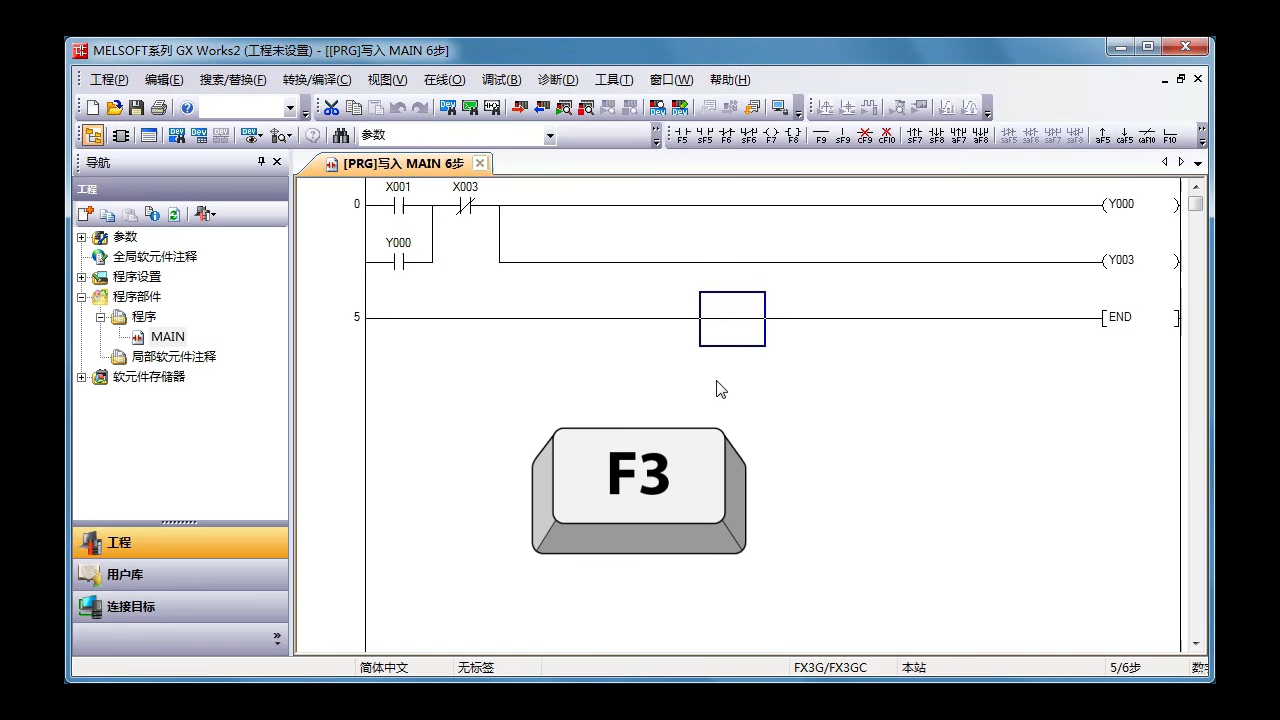 MELSOFT系列 GX Works2 (工程未设置) - [[PRG]写入 MAIN 6步]
工程(P) 编辑(E) 搜索/替换(F) 转换/编译(C) 视图(V) 在线(O) 调试(B) 诊断(D) 工具(T) 窗口(W) 帮助(H)
参数
F5 sF5 F6 sF6 F7 F8 F9 sF9 cF9 cF10 sF7 sF8 aF7 aF8 saF5 saF6 saF7 saF8 aF5 caF5 caF10 F10
导航
[PRG]写入 MAIN 6步
工程
参数
全局软元件注释
程序设置
程序部件
程序
MAIN
局部软元件注释
软元件存储器
工程
用户库
连接目标
X001 X003
0 Y000
Y000
Y003
5 END
F3
简体中文 无标签 FX3G/FX3GC 本站 5/6步